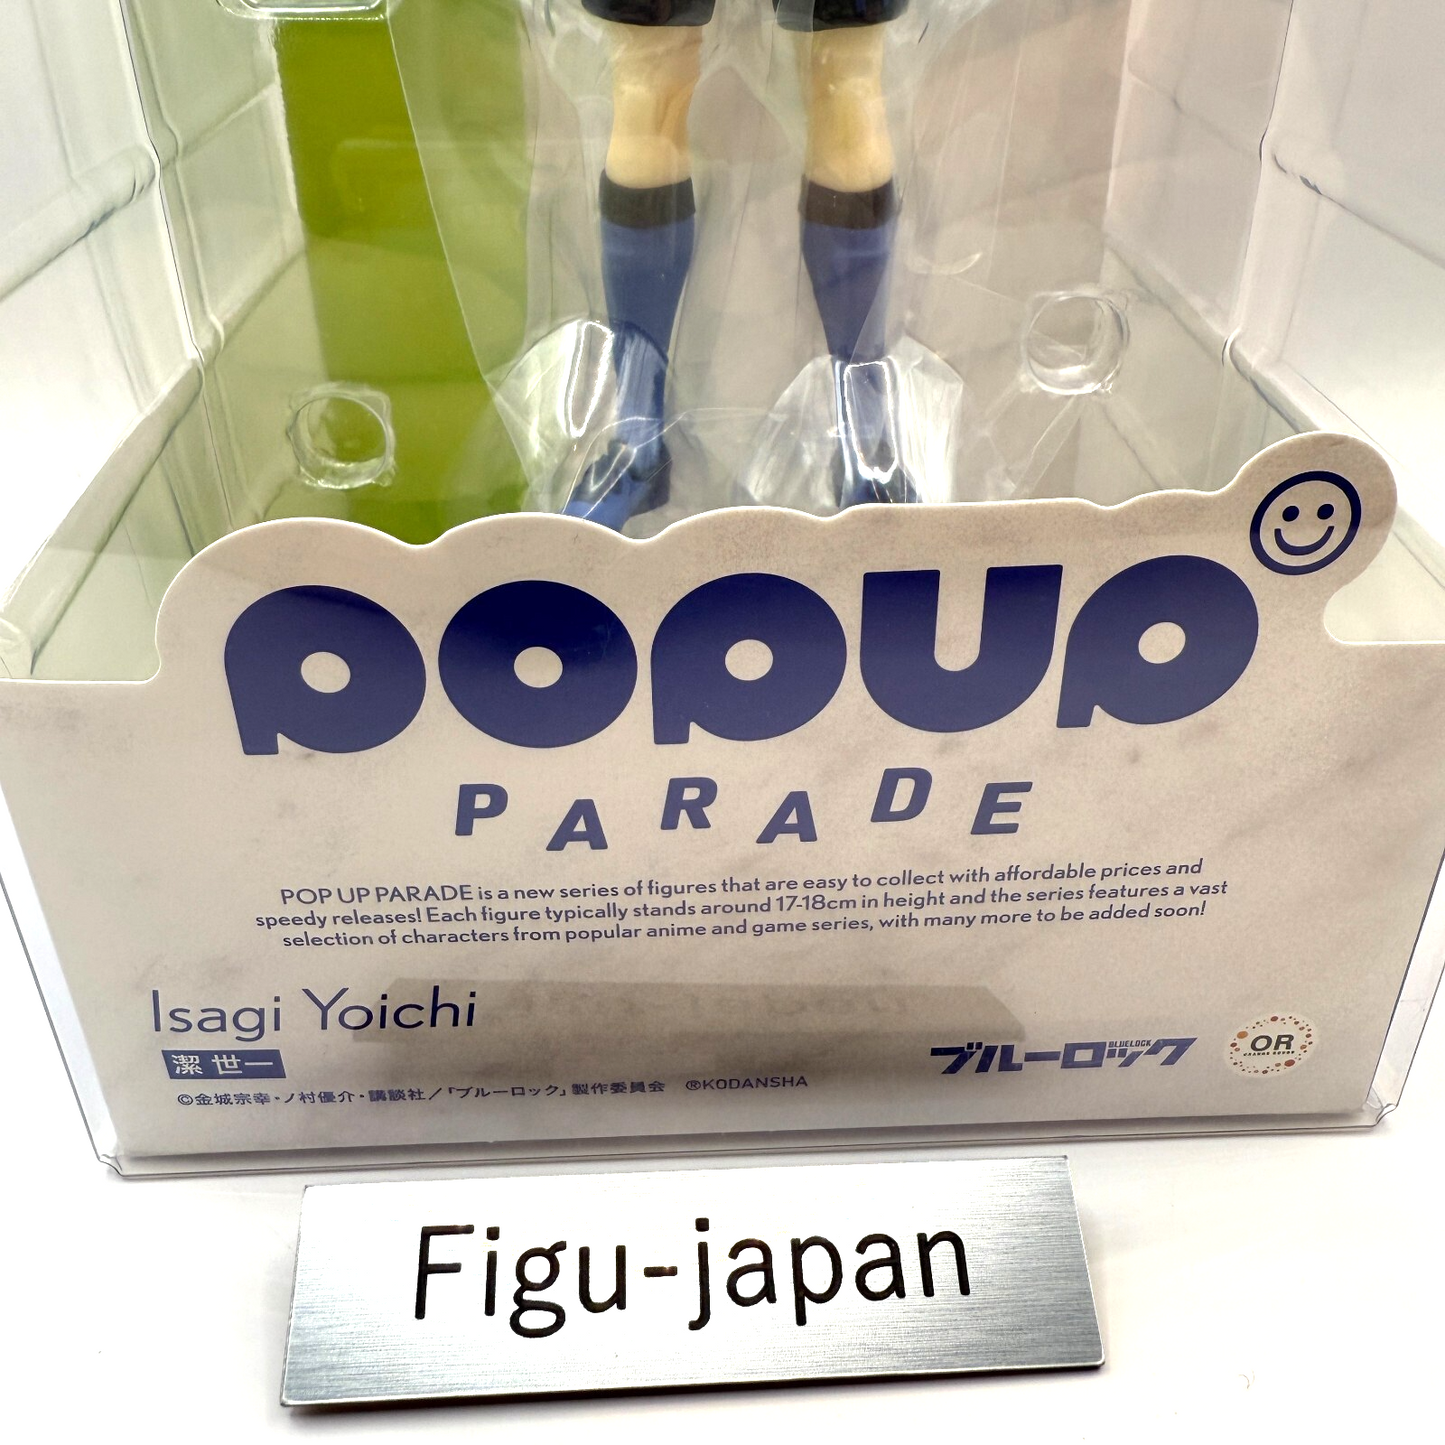 POPUP
PARADE
POP UP PARADE is a new series of figures that are easy to collect with affordable prices and
speedy releases! Each figure typically stands around 17-18cm in height and the series features a vast
selection of characters from popular anime and game series, with many more to be added soon!
Isagi Yoichi
潔 世一
©金城宗幸・ノ村優介・講談社／「ブルーロック」製作委員会 ®KODANSHA
BLUELOCK
ブルーロック
OR
ORANGE ROUGE
Figu-japan